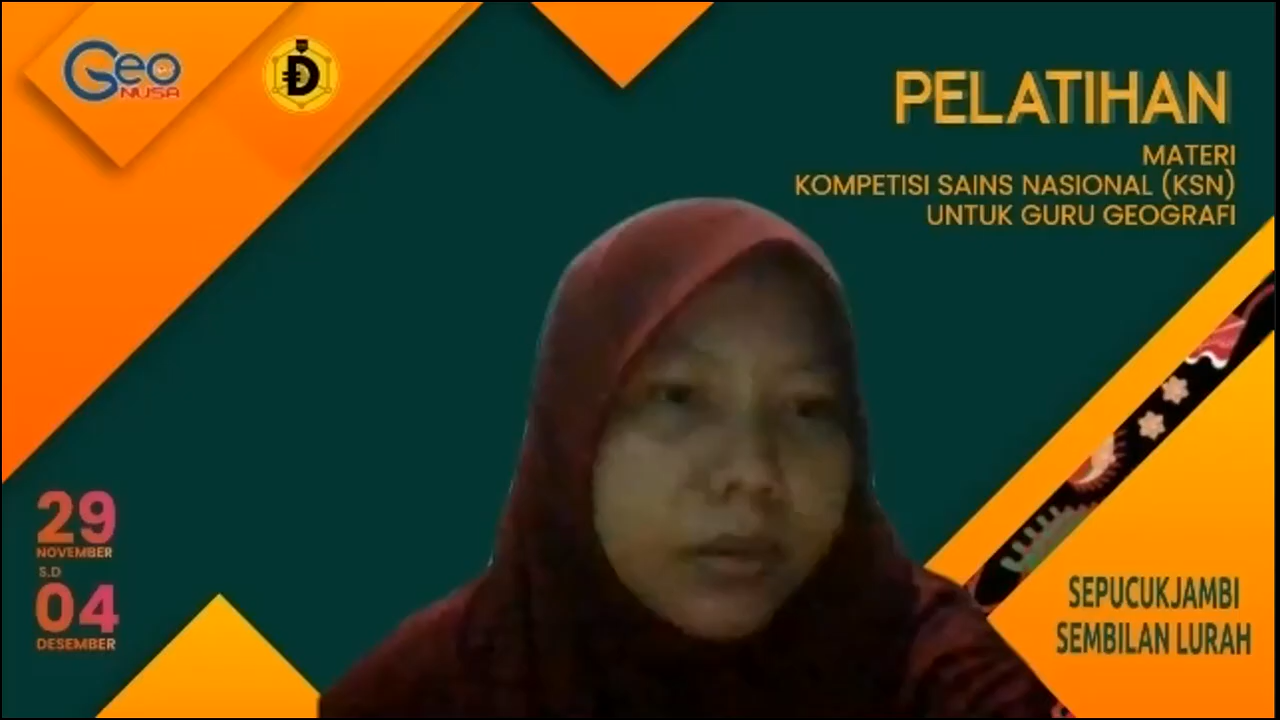 Geo
NUSA
Đ
PELATIHAN
MATERI
KOMPETISI SAINS NASIONAL (KSN)
UNTUK GURU GEOGRAFI
29
NOVEMBER
S.D
04
DESEMBER
SEPUCUKJAMBI
SEMBILAN LURAH